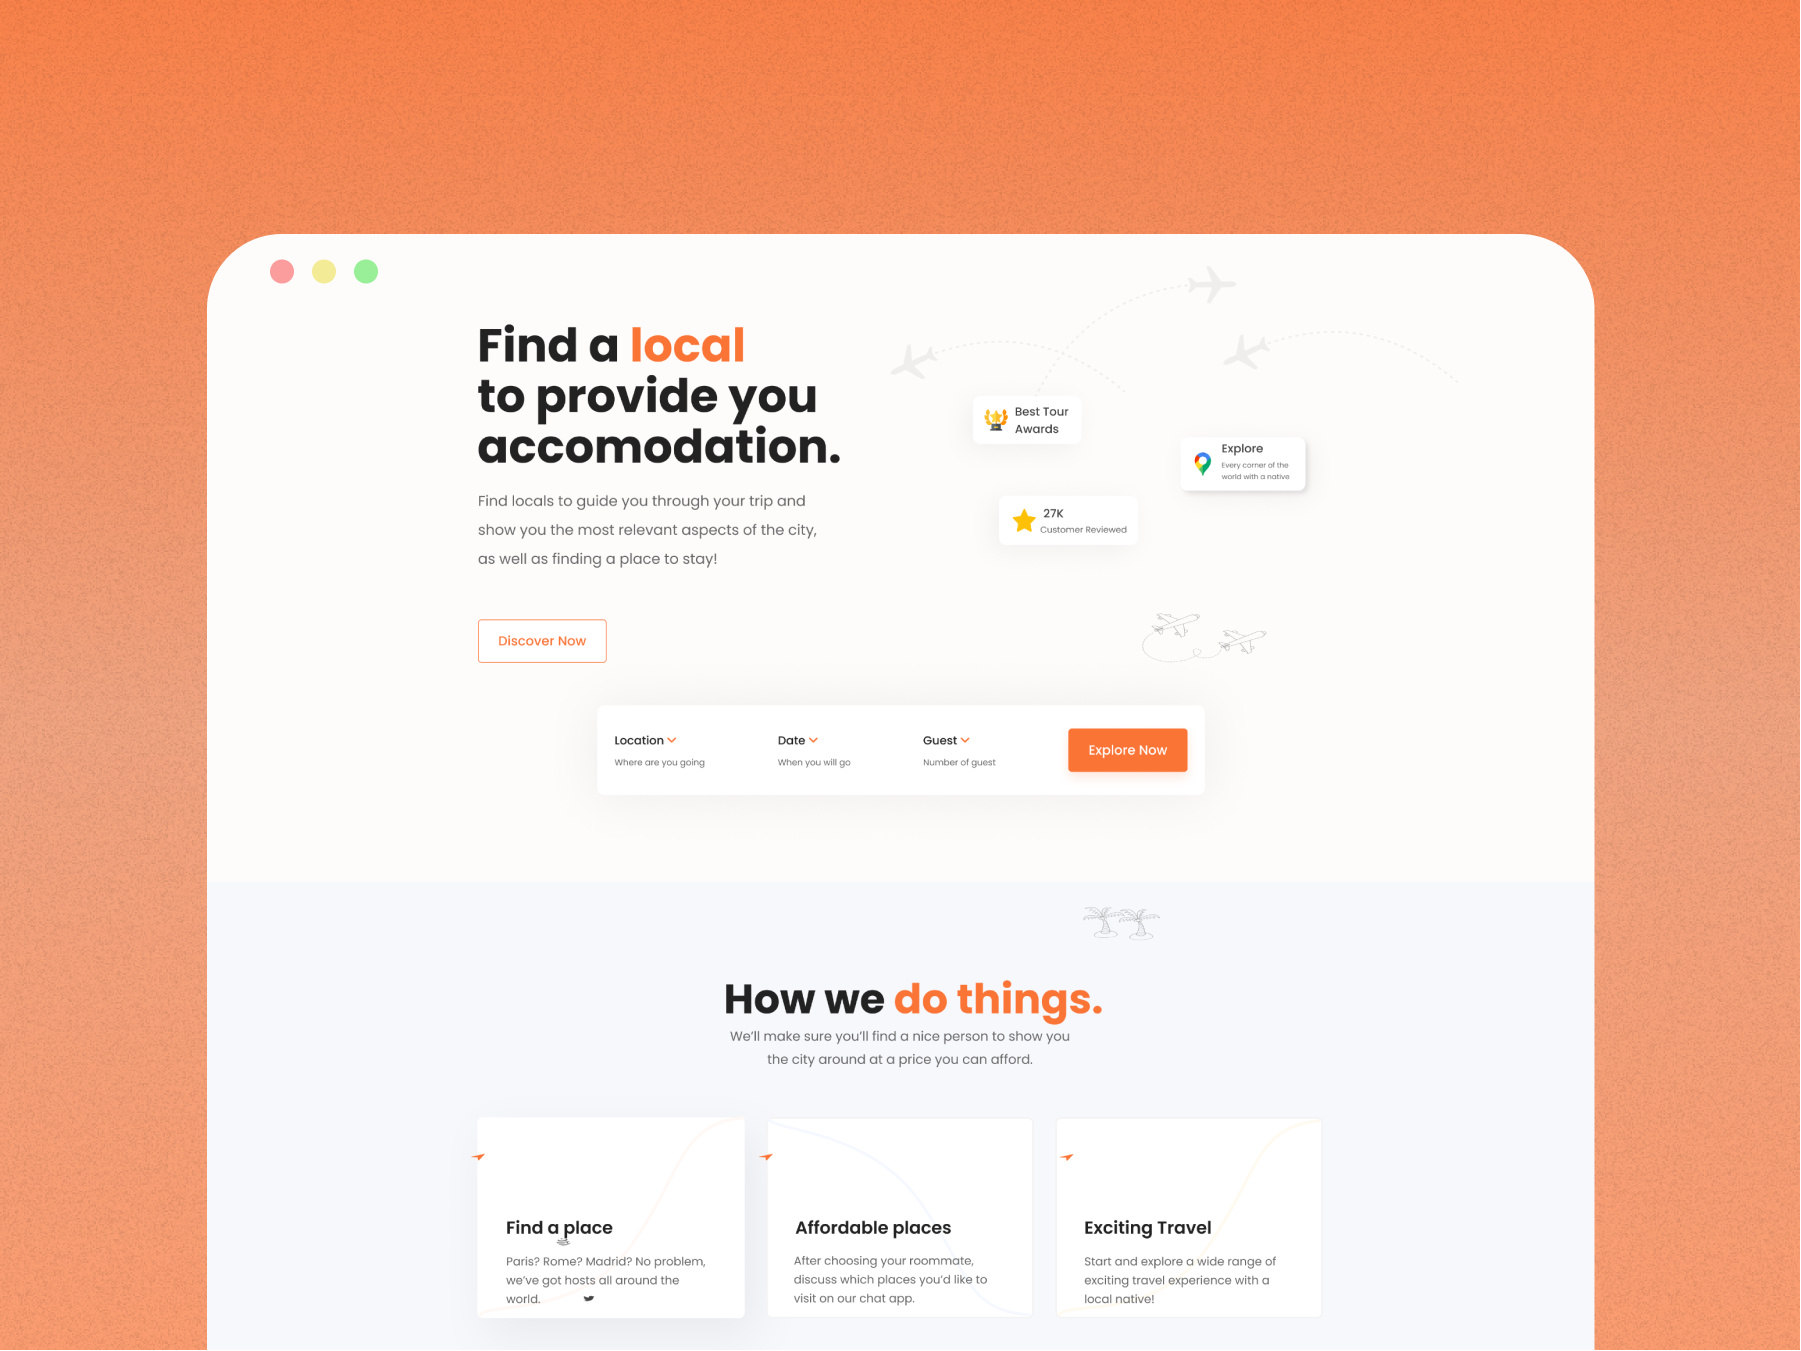 Find a local
to provide you
accomodation.
Find locals to guide you through your trip and
show you the most relevant aspects of the city,
as well as finding a place to stay!
Discover Now
Best Tour
Awards
Explore
Every corner of the
world with a native
27K
Customer Reviewed
Location
Where are you going
Date
When you will go
Guest
Number of guest
Explore Now
How we do things.
We'll make sure you'll find a nice person to show you
the city around at a price you can afford.
Find a place
Paris? Rome? Madrid? No problem,
we've got hosts all around the
world.
Affordable places
After choosing your roommate,
discuss which places you'd like to
visit on our chat app.
Exciting Travel
Start and explore a wide range of
exciting travel experience with a
local native!